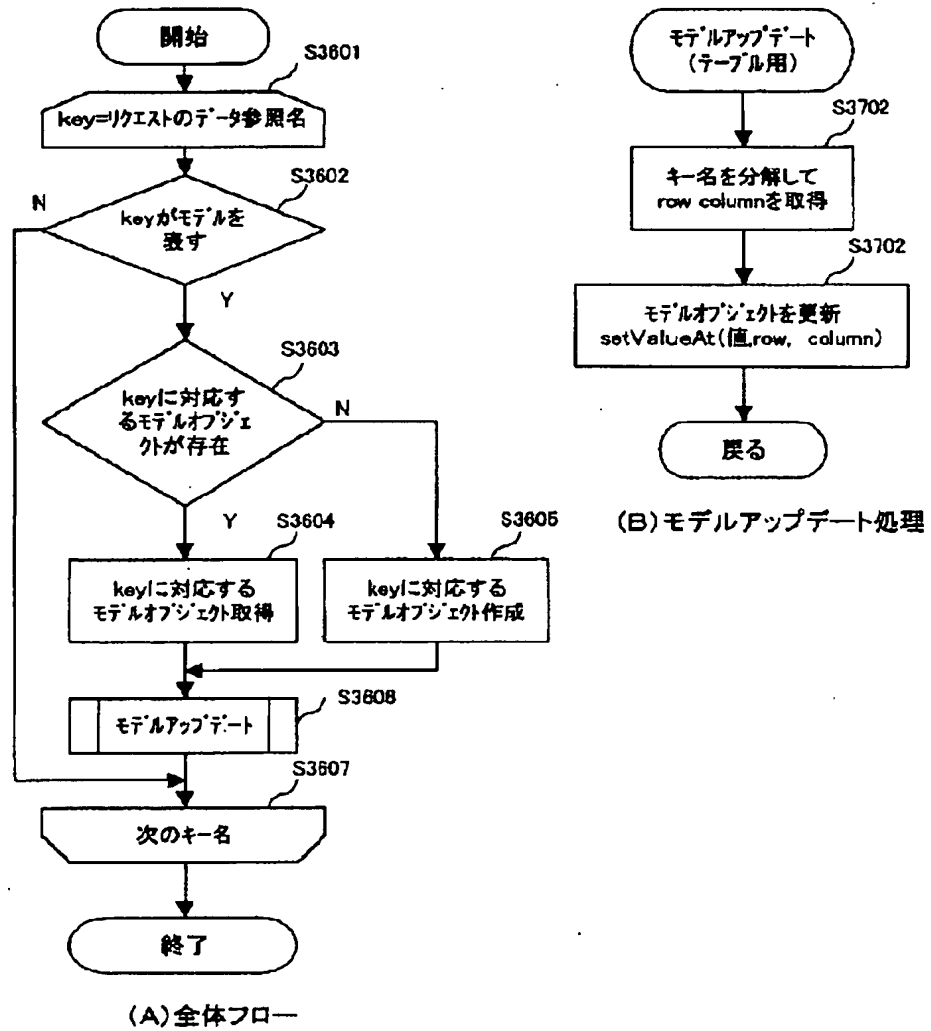 開始
S3601
key=リクエストのデータ参照名
S3602
N
keyがモデルを
表す
Y
S3603
keyに対応す
るモデルオブジェ
クトが存在
N
Y
S3604
keyに対応する
モデルオブジェクト取得
S3605
keyに対応する
モデルオブジェクト作成
S3608
モデルアップデート
S3607
次のキー名
終了
(A)全体フロー
モデルアップデート
(テーブル用)
S3702
キー名を分解して
row columnを取得
S3702
モデルオブジェクトを更新
setValueAt(値,row, column)
戻る
(B)モデルアップデート処理